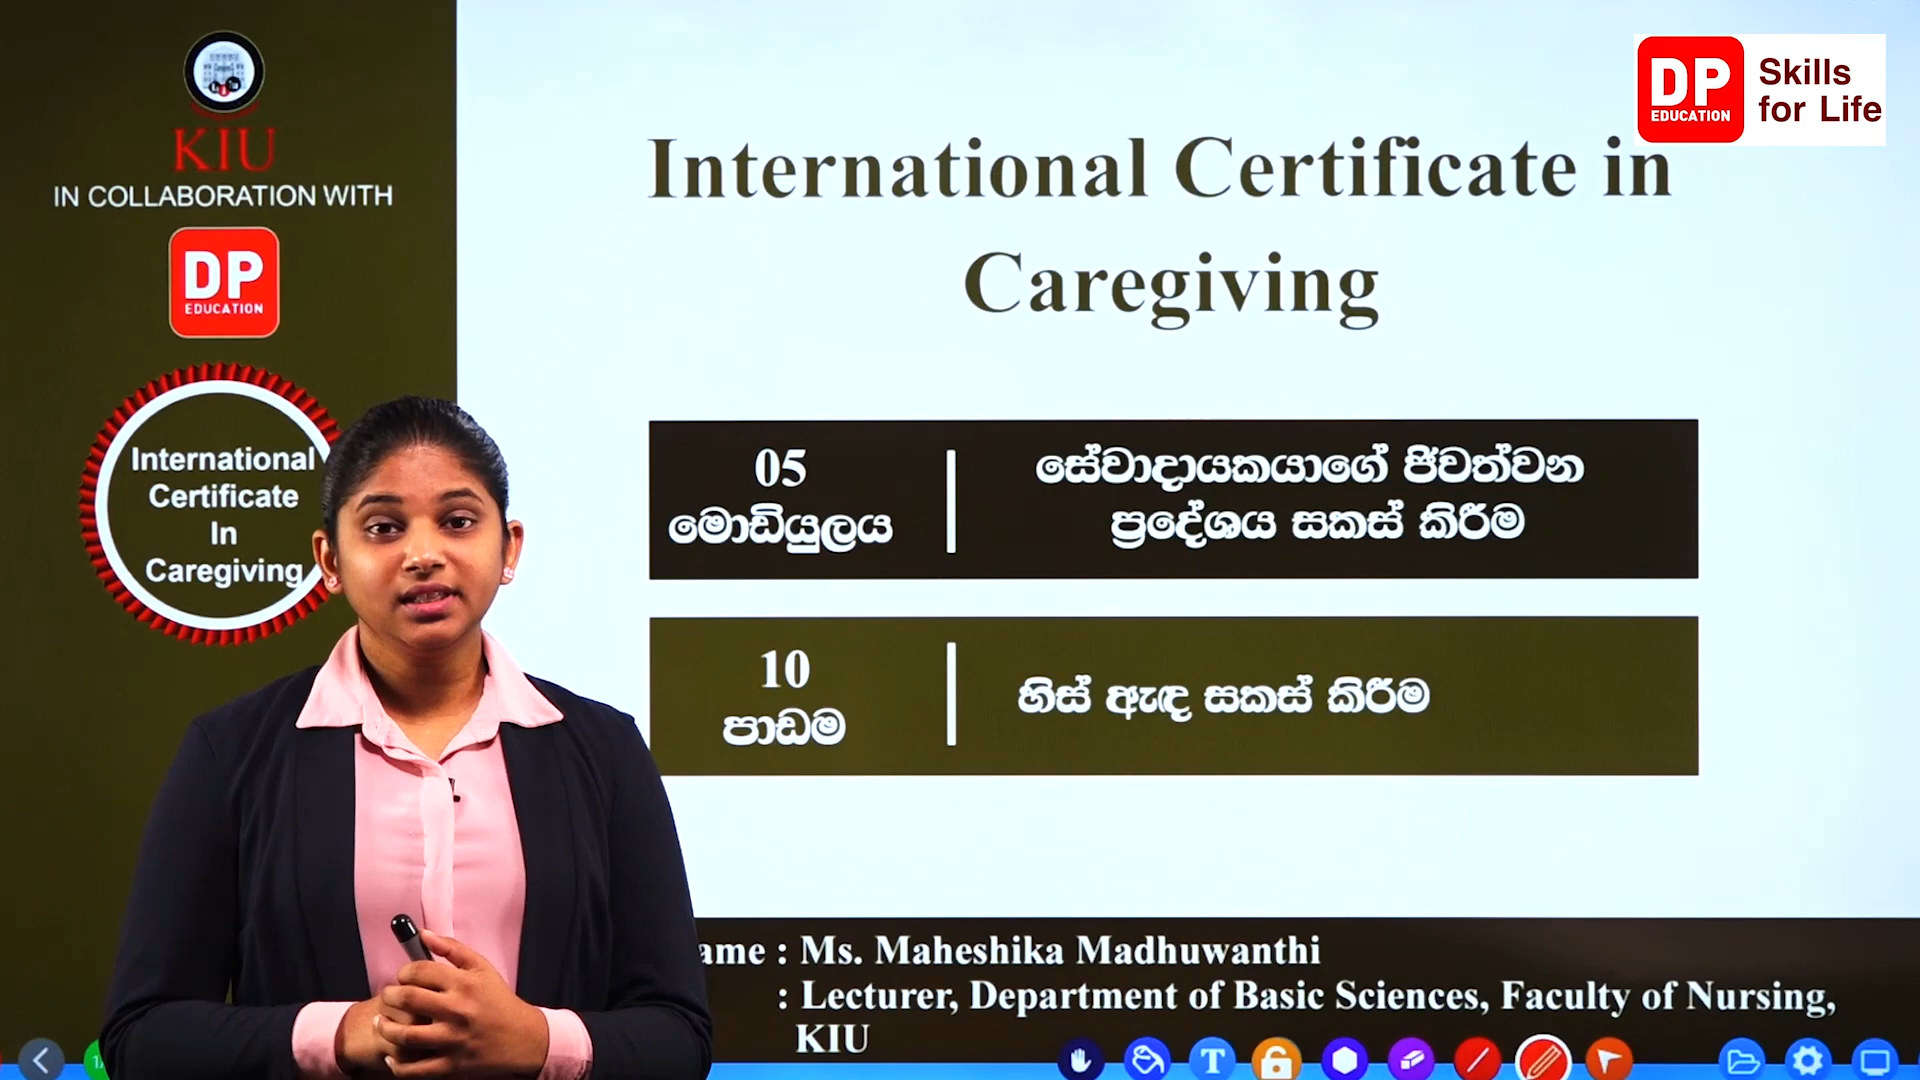 KIU
IN COLLABORATION WITH
DP
EDUCATION
International
Certificate
In
Caregiving
DP
EDUCATION
Skills
for Life
International Certificate in
Caregiving
05
මොඩියුලය
සේවාදායකයාගේ ජීවත්වන
ප්‍රදේශය සකස් කිරීම
10
පාඩම
හිස් ඇඳ සකස් කිරීම
: Ms. Maheshika Madhuwanthi
: Lecturer, Department of Basic Sciences, Faculty of Nursing,
KIU
T